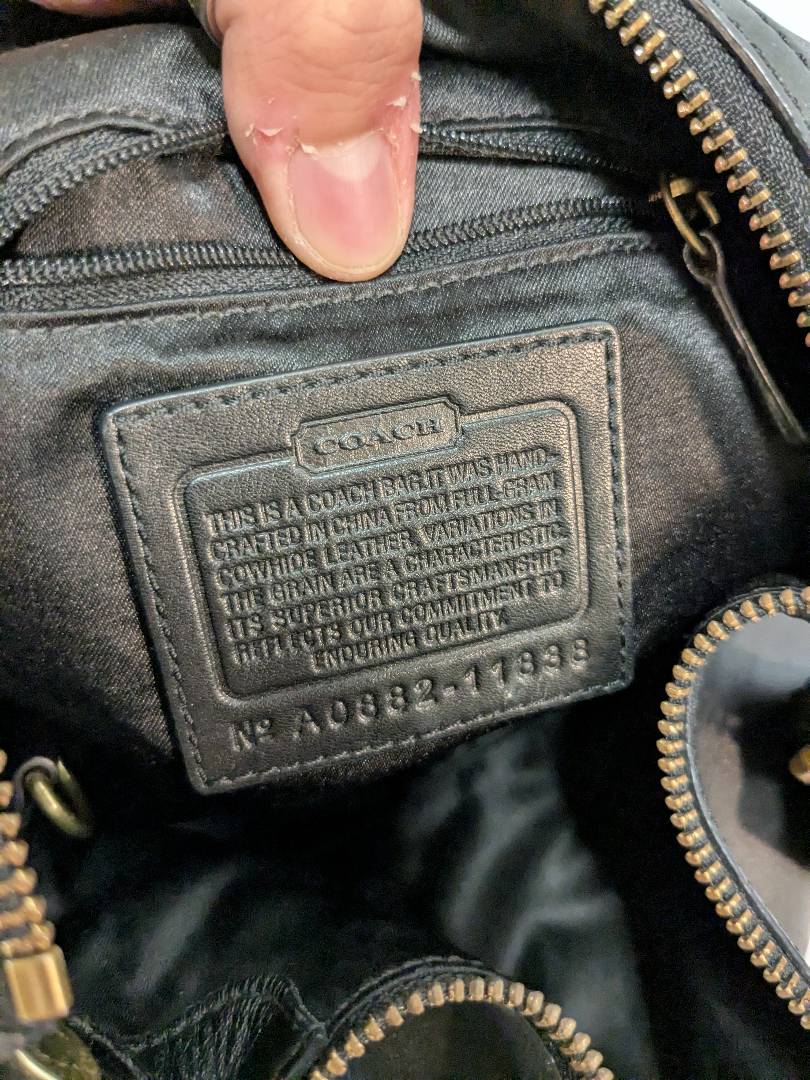 COACH
THIS IS A COACH BAG.IT WAS HAND-
CRAFTED IN CHINA FROM FULL-GRAIN
COWHIDE LEATHER. VARIATIONS IN
THE GRAIN ARE A CHARACTERISTIC.
ITS SUPERIOR CRAFTSMANSHIP
REFLECTS OUR COMMITMENT TO
ENDURING QUALITY.
Nº A0882-11838